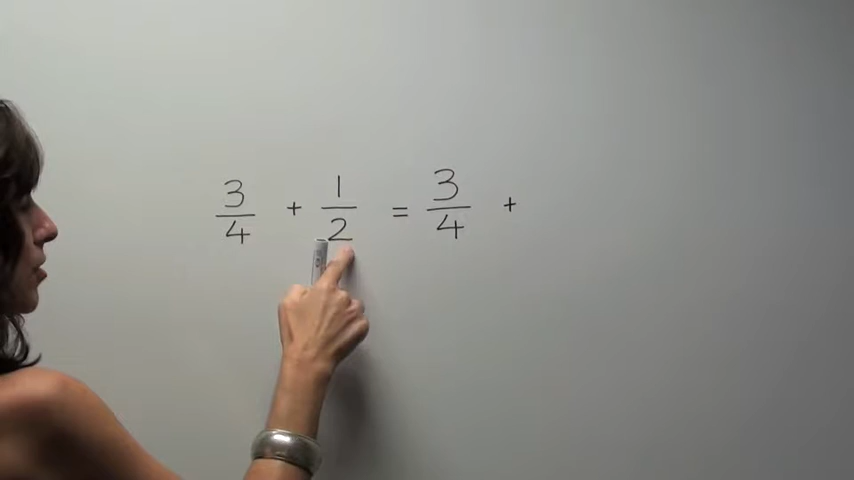 3/4 + 1/2 = 3/4 +